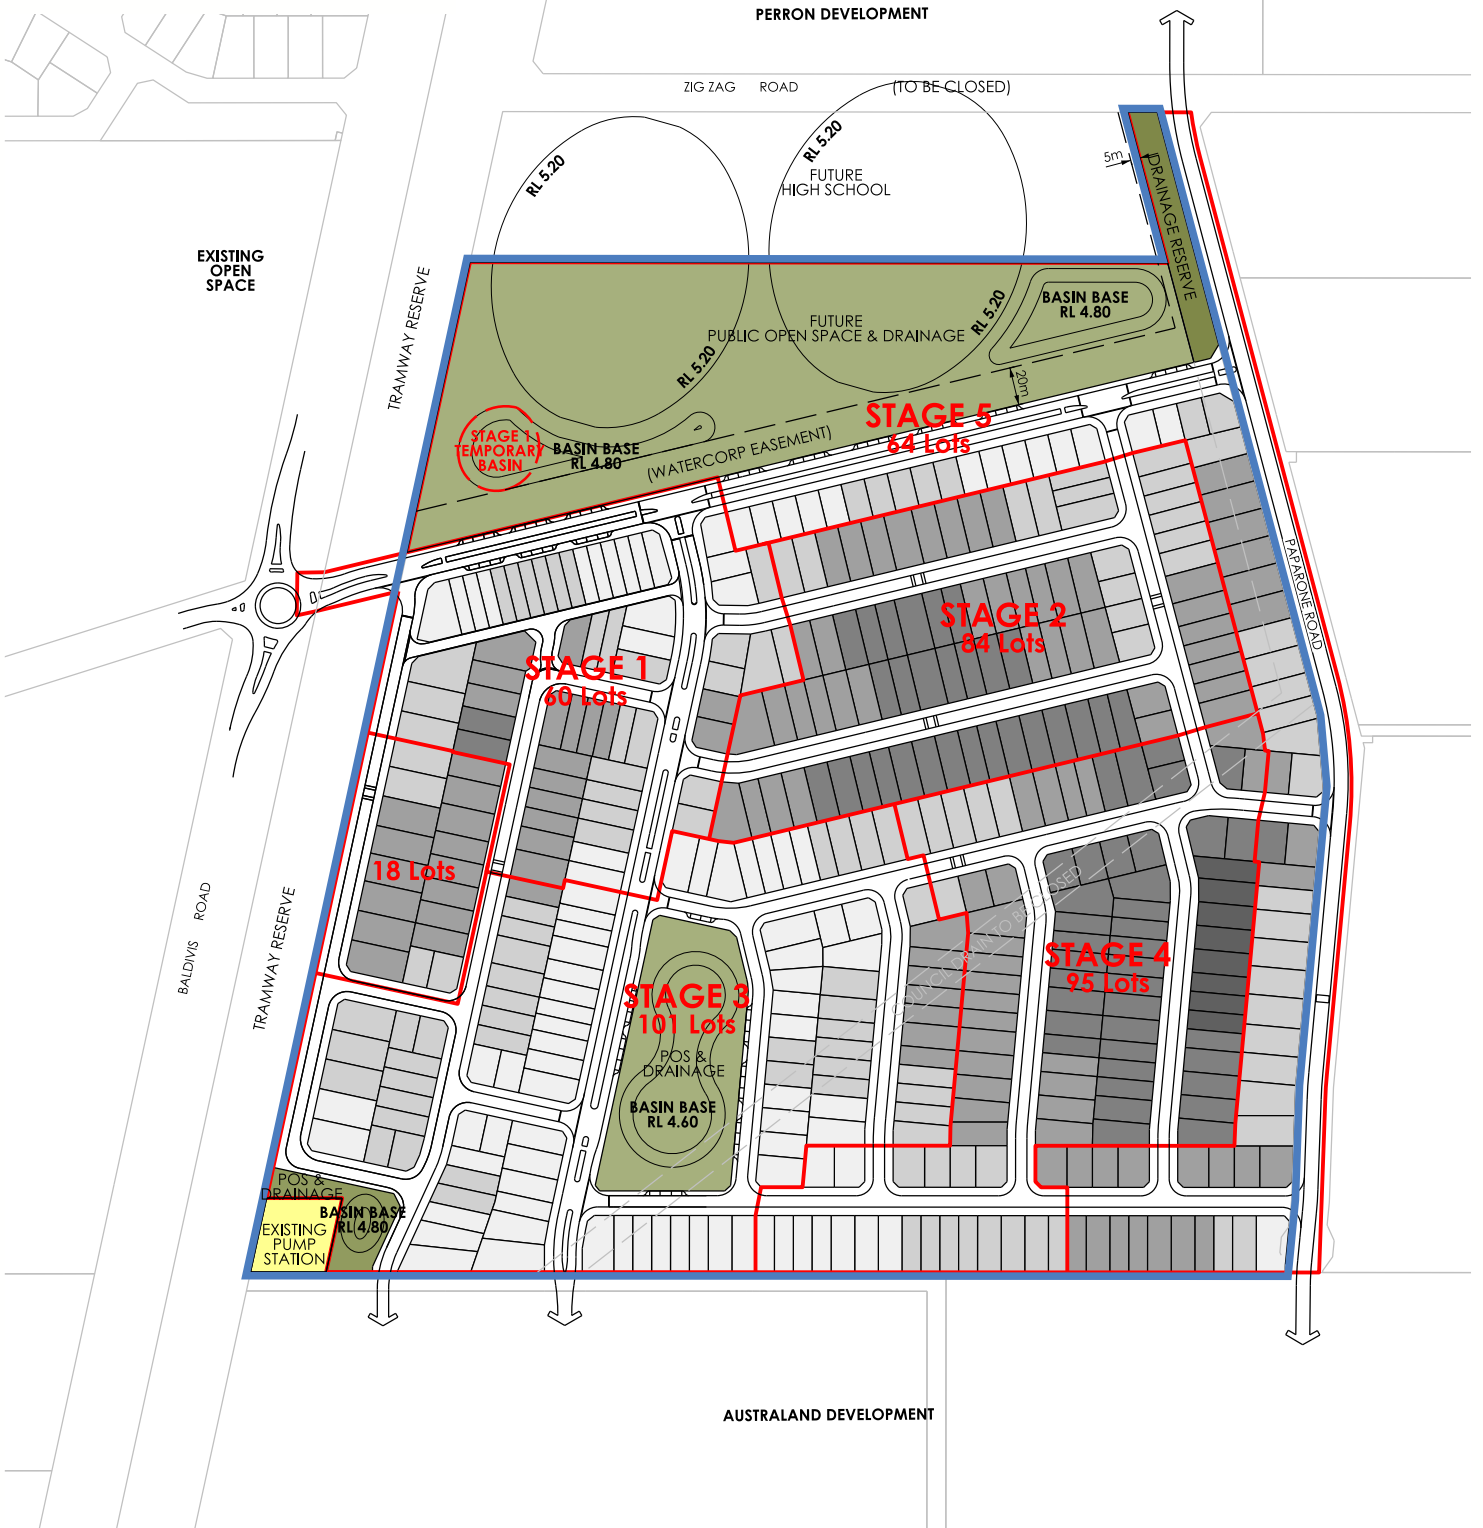 PERRON DEVELOPMENT
ZIG ZAG ROAD (TO BE CLOSED)
RL 5.20
RL 5.20
FUTURE
HIGH SCHOOL
5m
DRAINAGE RESERVE
EXISTING
OPEN
SPACE
TRAMWAY RESERVE
BASIN BASE
RL 4.80
RL 5.20
FUTURE
PUBLIC OPEN SPACE & DRAINAGE
RL 5.20
20m
STAGE 5
64 Lots
STAGE 1
TEMPORARY
BASIN
BASIN BASE
RL 4.80
(WATERCORP EASEMENT)
PAPARONE ROAD
STAGE 2
84 Lots
STAGE 1
60 Lots
18 Lots
BALDIVIS ROAD
TRAMWAY RESERVE
COUNCIL DRAIN TO BE CLOSED
STAGE 4
95 Lots
STAGE 3
101 Lots
POS &
DRAINAGE
BASIN BASE
RL 4.60
POS &
DRAINAGE
BASIN BASE
RL 4.80
EXISTING
PUMP
STATION
AUSTRALAND DEVELOPMENT